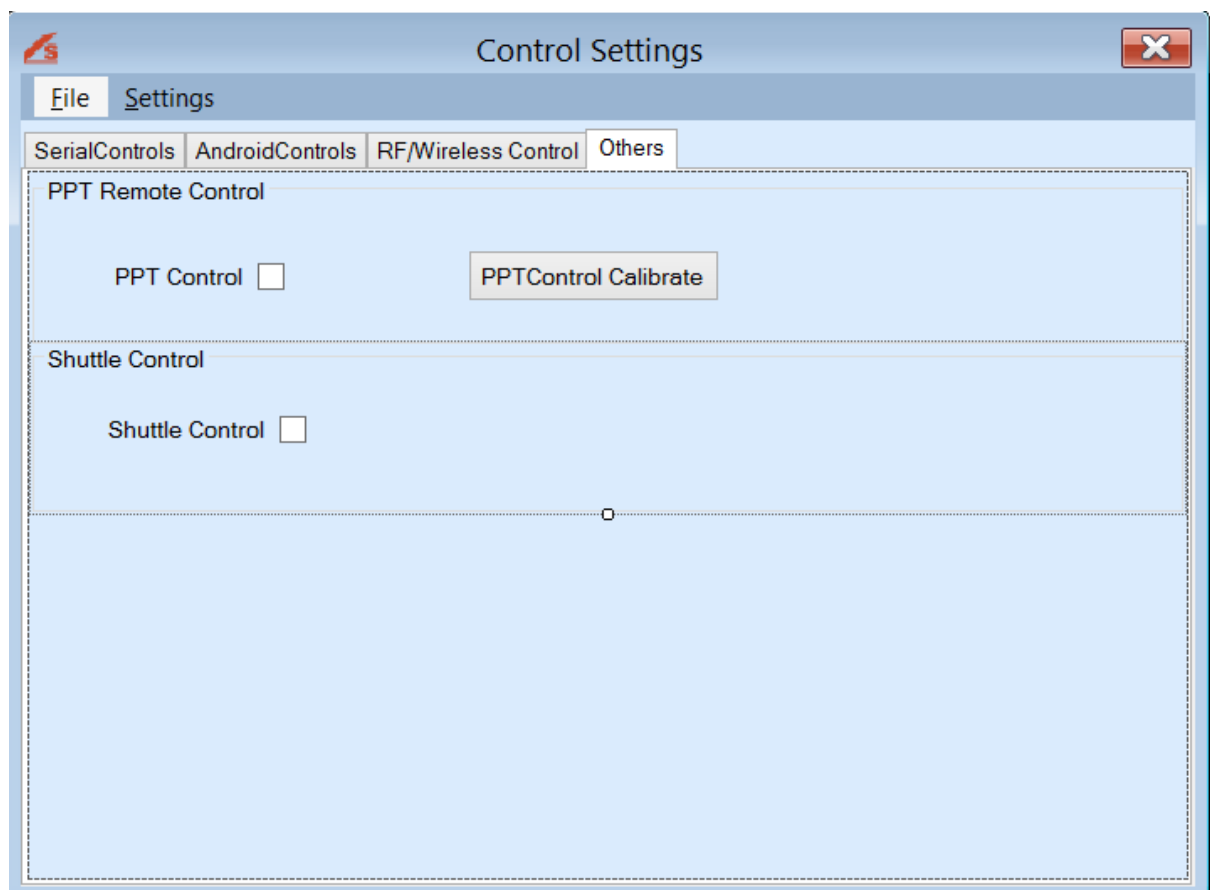 Control Settings
File Settings
SerialControls AndroidControls RF/Wireless Control Others
PPT Remote Control
PPT Control PPTControl Calibrate
Shuttle Control
Shuttle Control